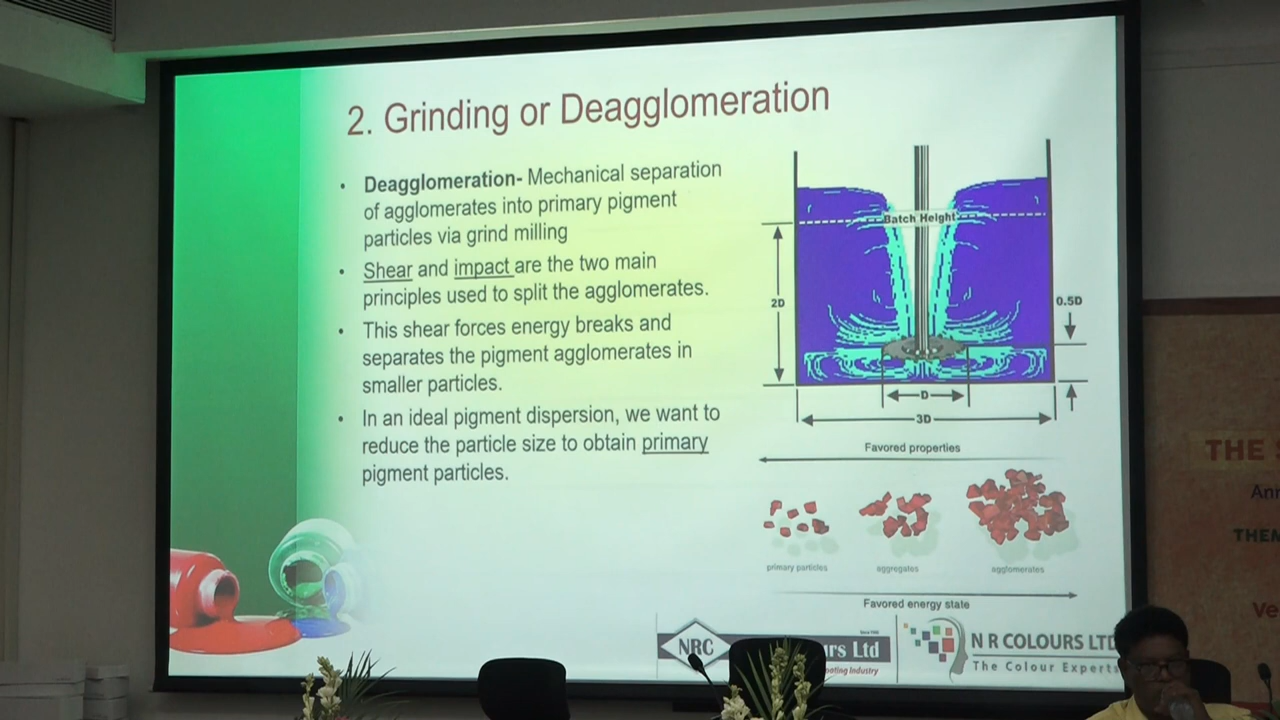 2. Grinding or Deagglomeration
• Deagglomeration- Mechanical separation
of agglomerates into primary pigment
particles via grind milling
• Shear and impact are the two main
principles used to split the agglomerates.
• This shear forces energy breaks and
separates the pigment agglomerates in
smaller particles.
• In an ideal pigment dispersion, we want to
reduce the particle size to obtain primary
pigment particles.
Batch Height
2D
0.5D
D
3D
Favored properties
primary particles
aggregates
agglomerates
Favored energy state
NRC
Ltd
Industry
N R COLOURS LTD
The Colour Experts
THE